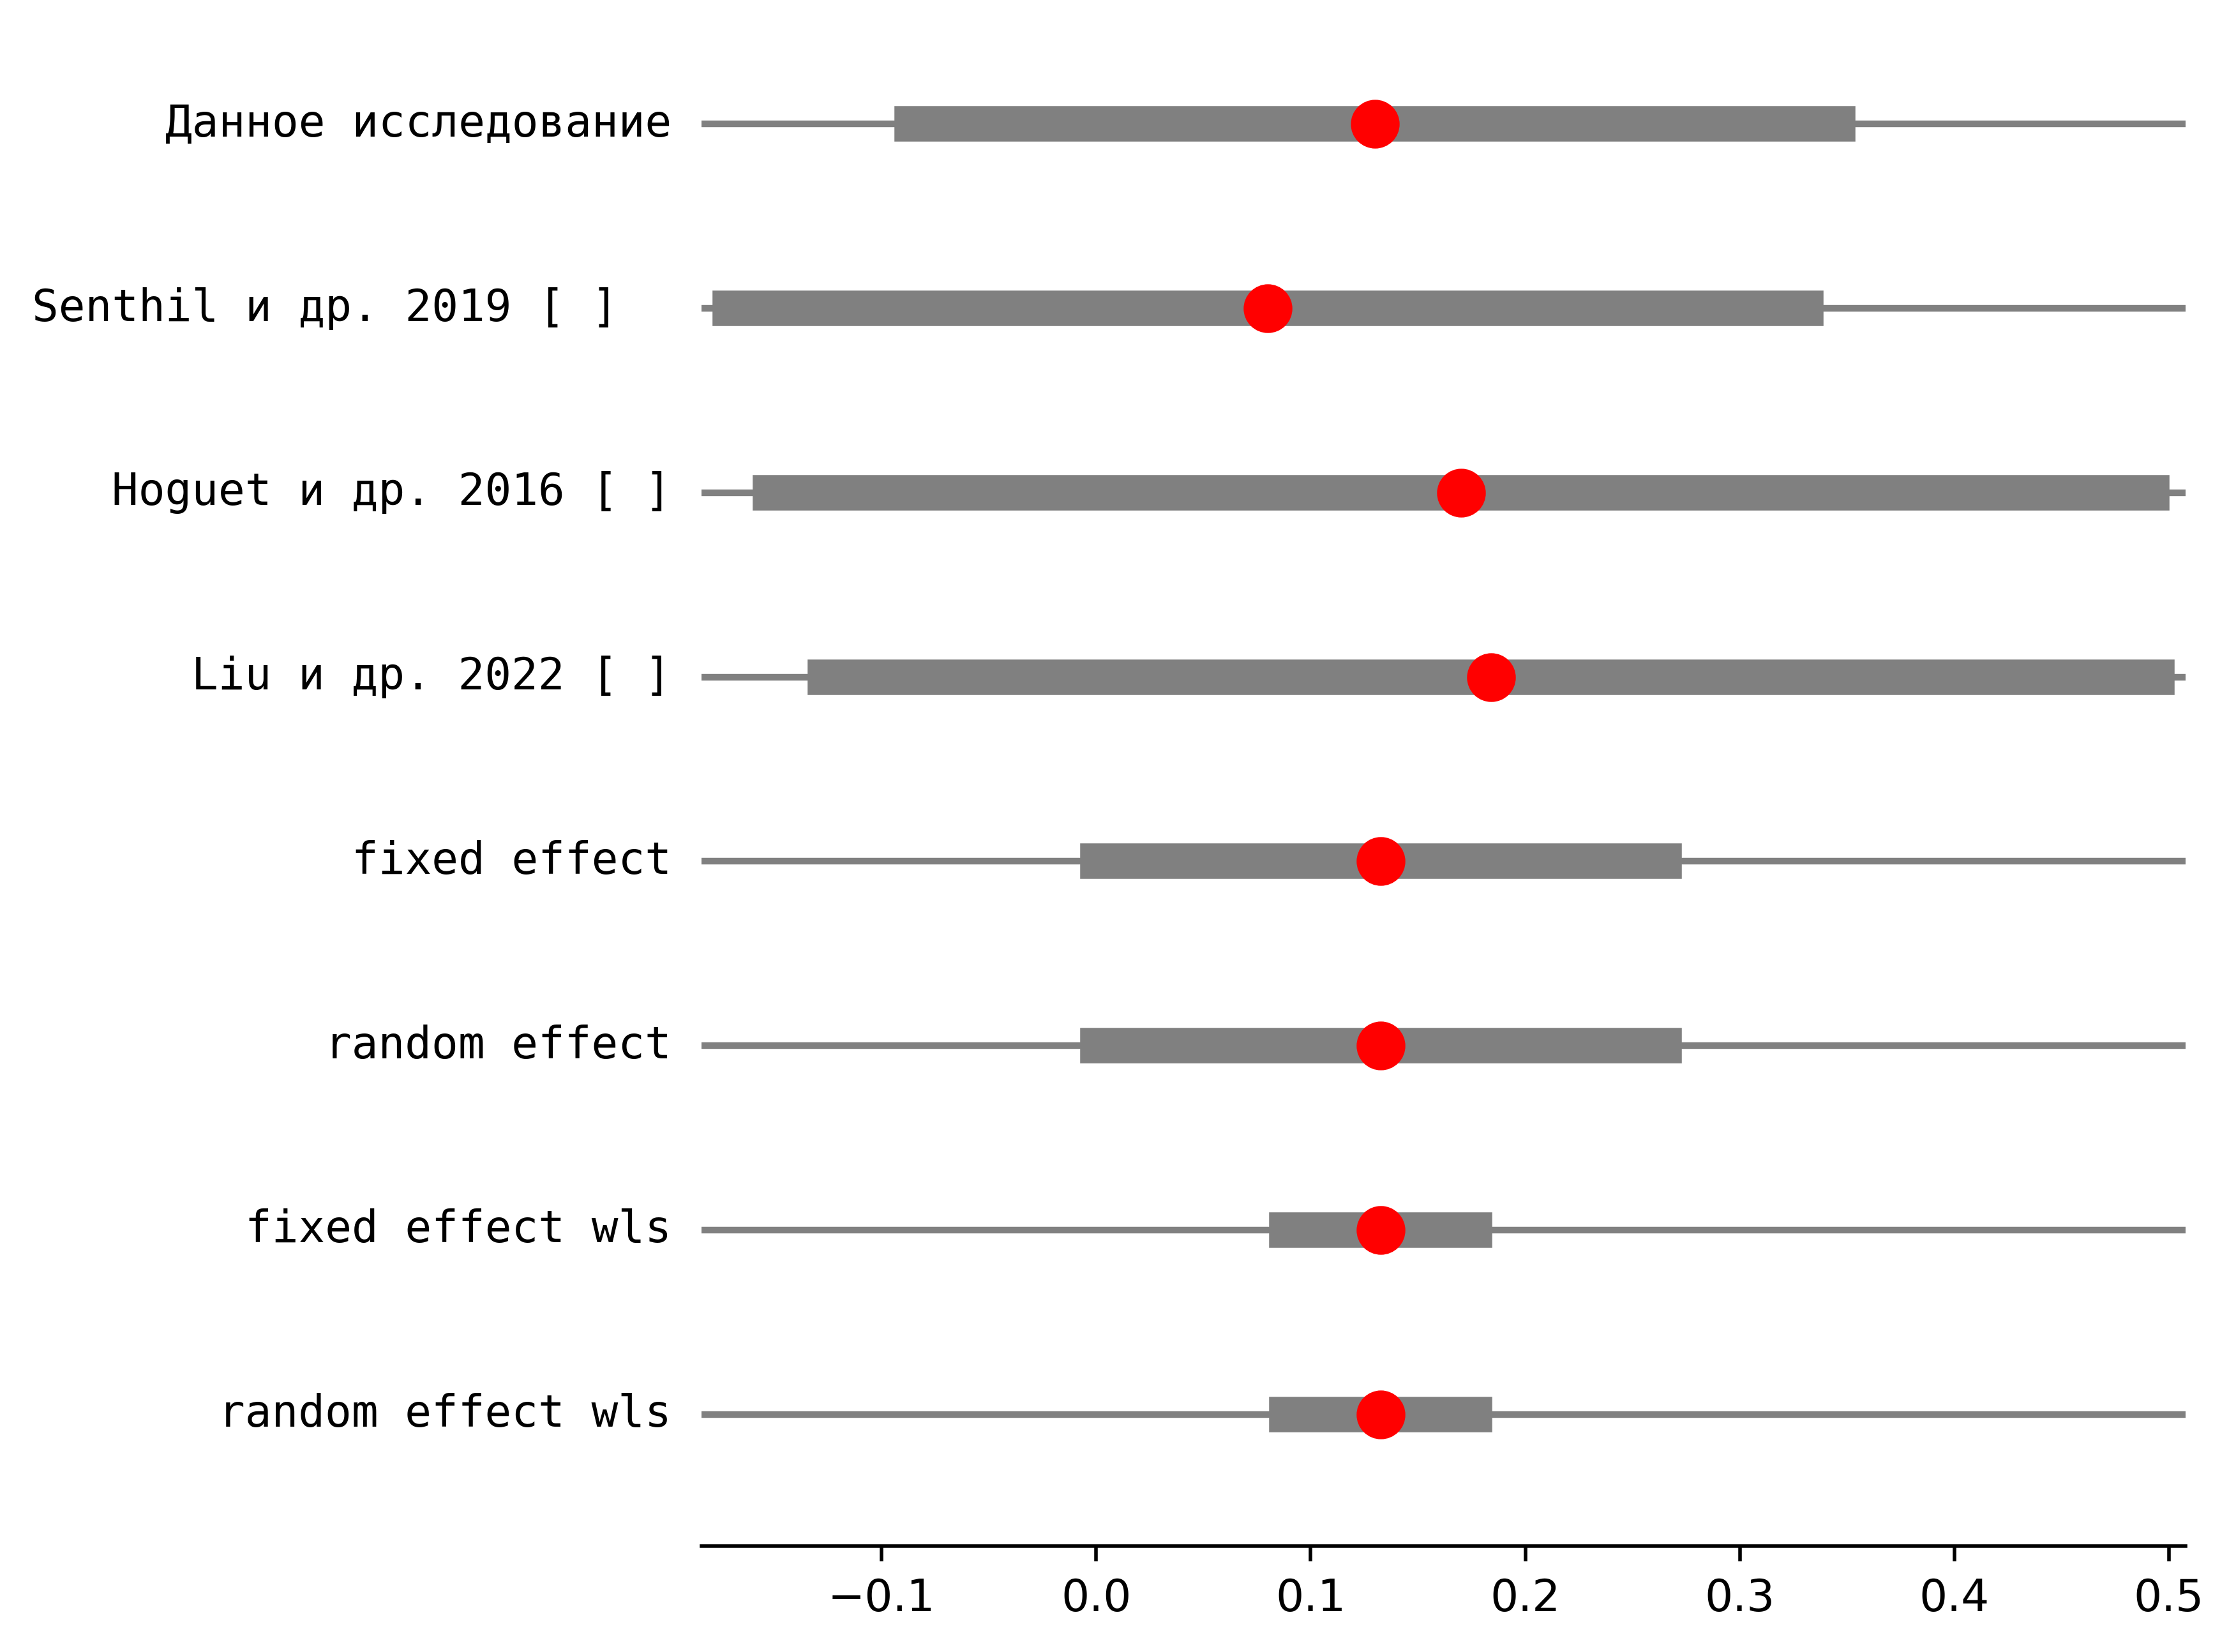 Данное исследование
Senthil и др. 2019 [ ]
Hoguet и др. 2016 [ ]
Liu и др. 2022 [ ]
fixed effect
random effect
fixed effect wls
random effect wls
−0.1 0.0 0.1 0.2 0.3 0.4 0.5